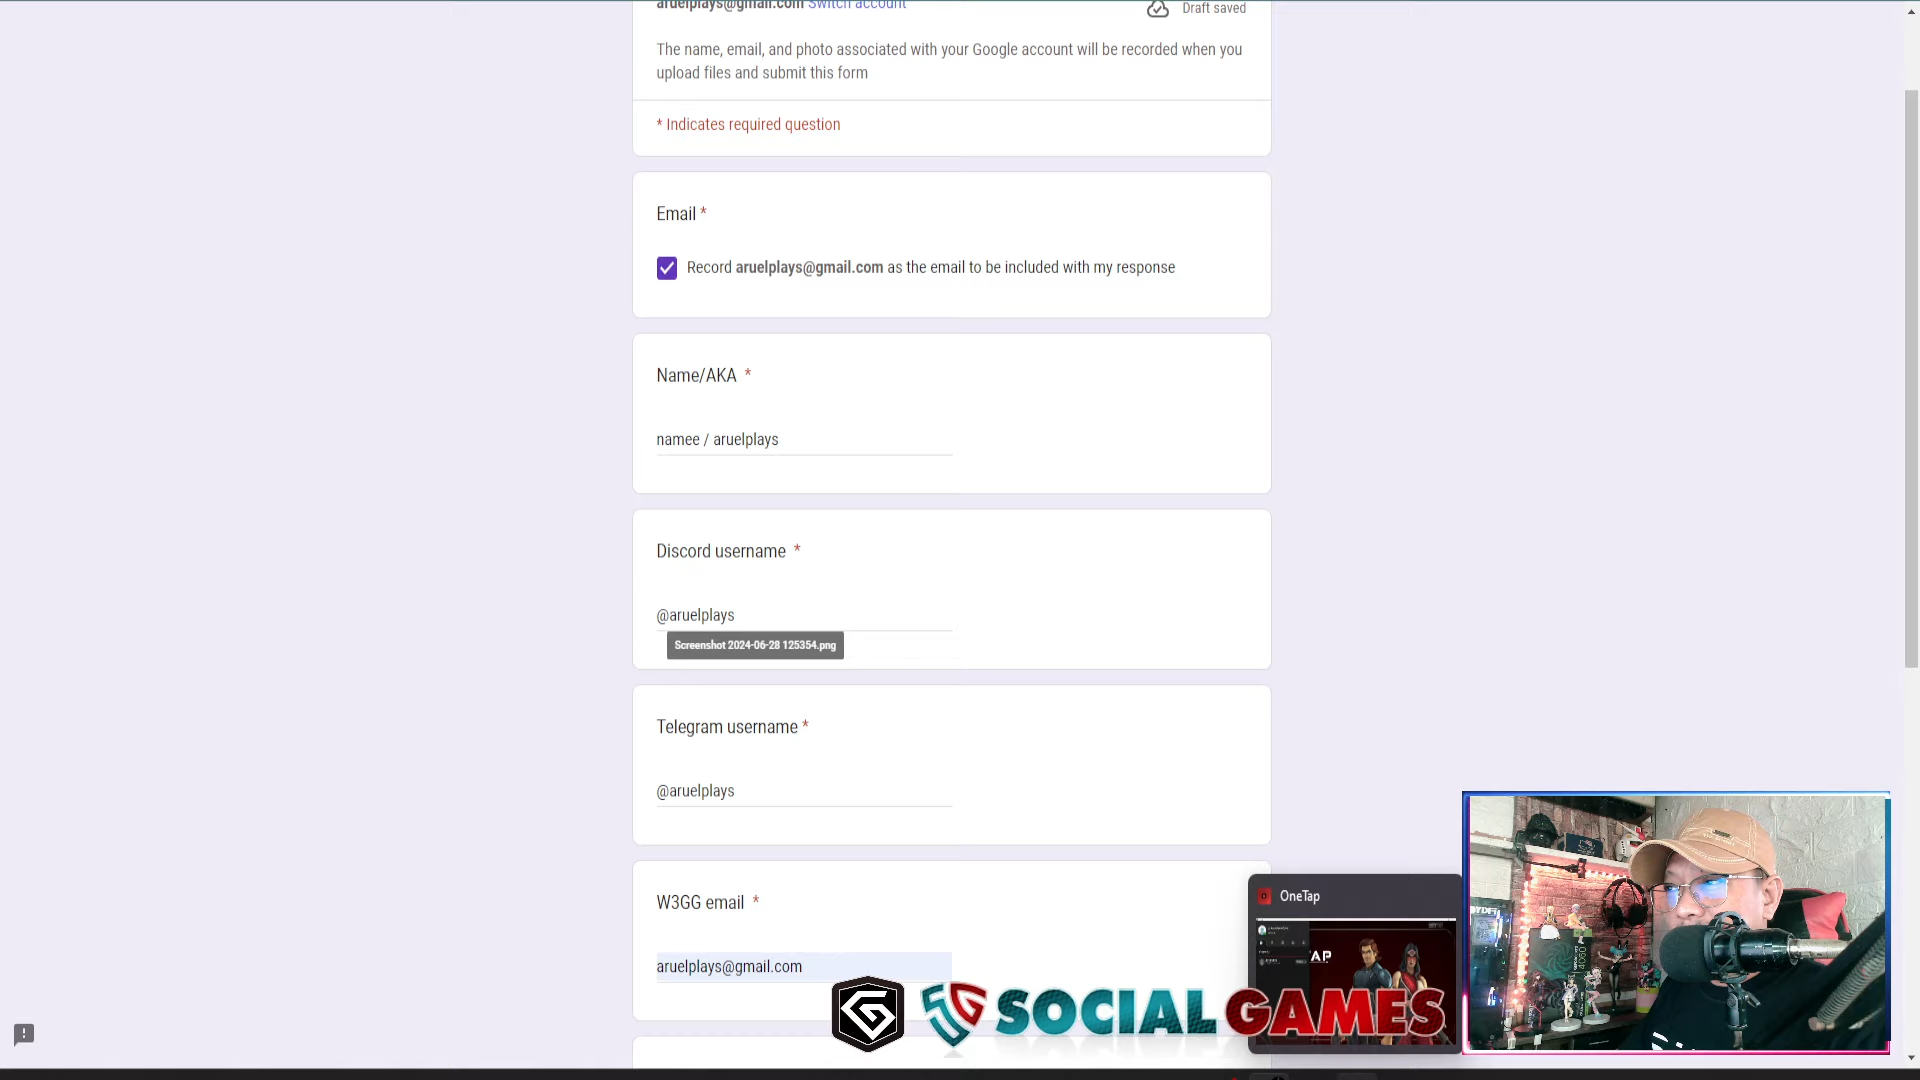 aruelplays@gmail.com Switch account
Draft saved
The name, email, and photo associated with your Google account will be recorded when you
upload files and submit this form
* Indicates required question
Email *
Record aruelplays@gmail.com as the email to be included with my response
Name/AKA *
namee / aruelplays
Discord username *
@aruelplays
Screenshot 2024-06-28 125354.png
Telegram username *
@aruelplays
W3GG email *
aruelplays@gmail.com
OneTap
SOCIAL GAMES